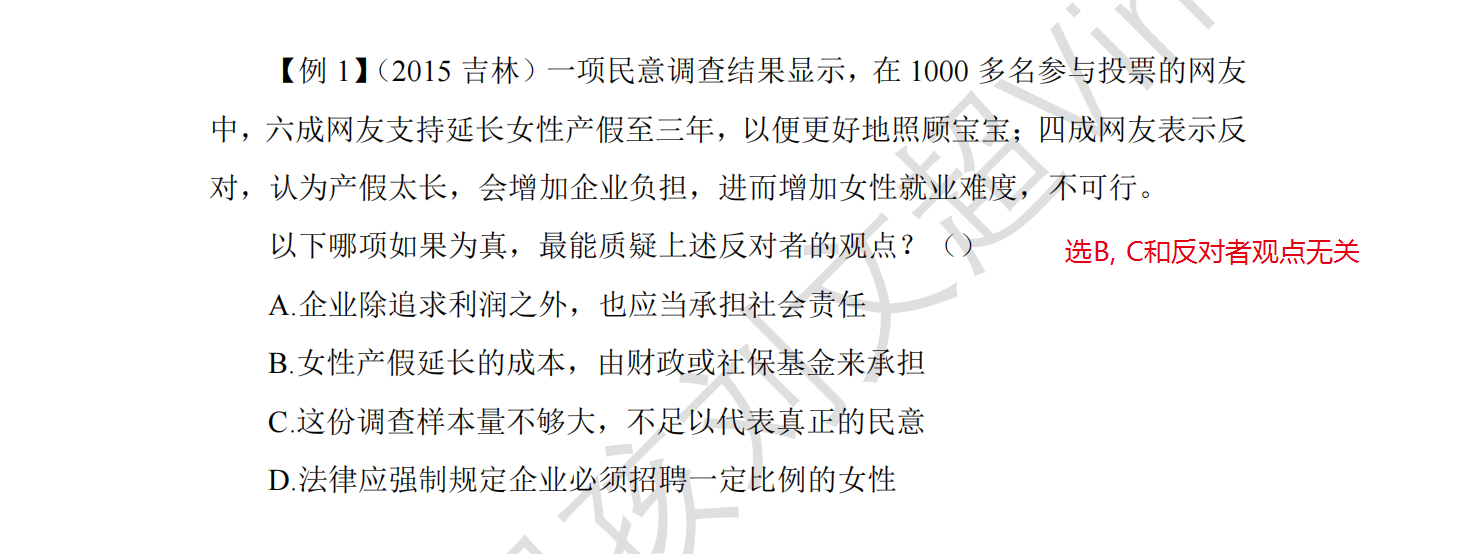 【例 1】（2015 吉林）一项民意调查结果显示，在 1000 多名参与投票的网友
中，六成网友支持延长女性产假至三年，以便更好地照顾宝宝；四成网友表示反
对，认为产假太长，会增加企业负担，进而增加女性就业难度，不可行。
以下哪项如果为真，最能质疑上述反对者的观点？（）
选B, C和反对者观点无关
A.企业除追求利润之外，也应当承担社会责任
B.女性产假延长的成本，由财政或社保基金来承担
C.这份调查样本量不够大，不足以代表真正的民意
D.法律应强制规定企业必须招聘一定比例的女性
孩刘文超Vin